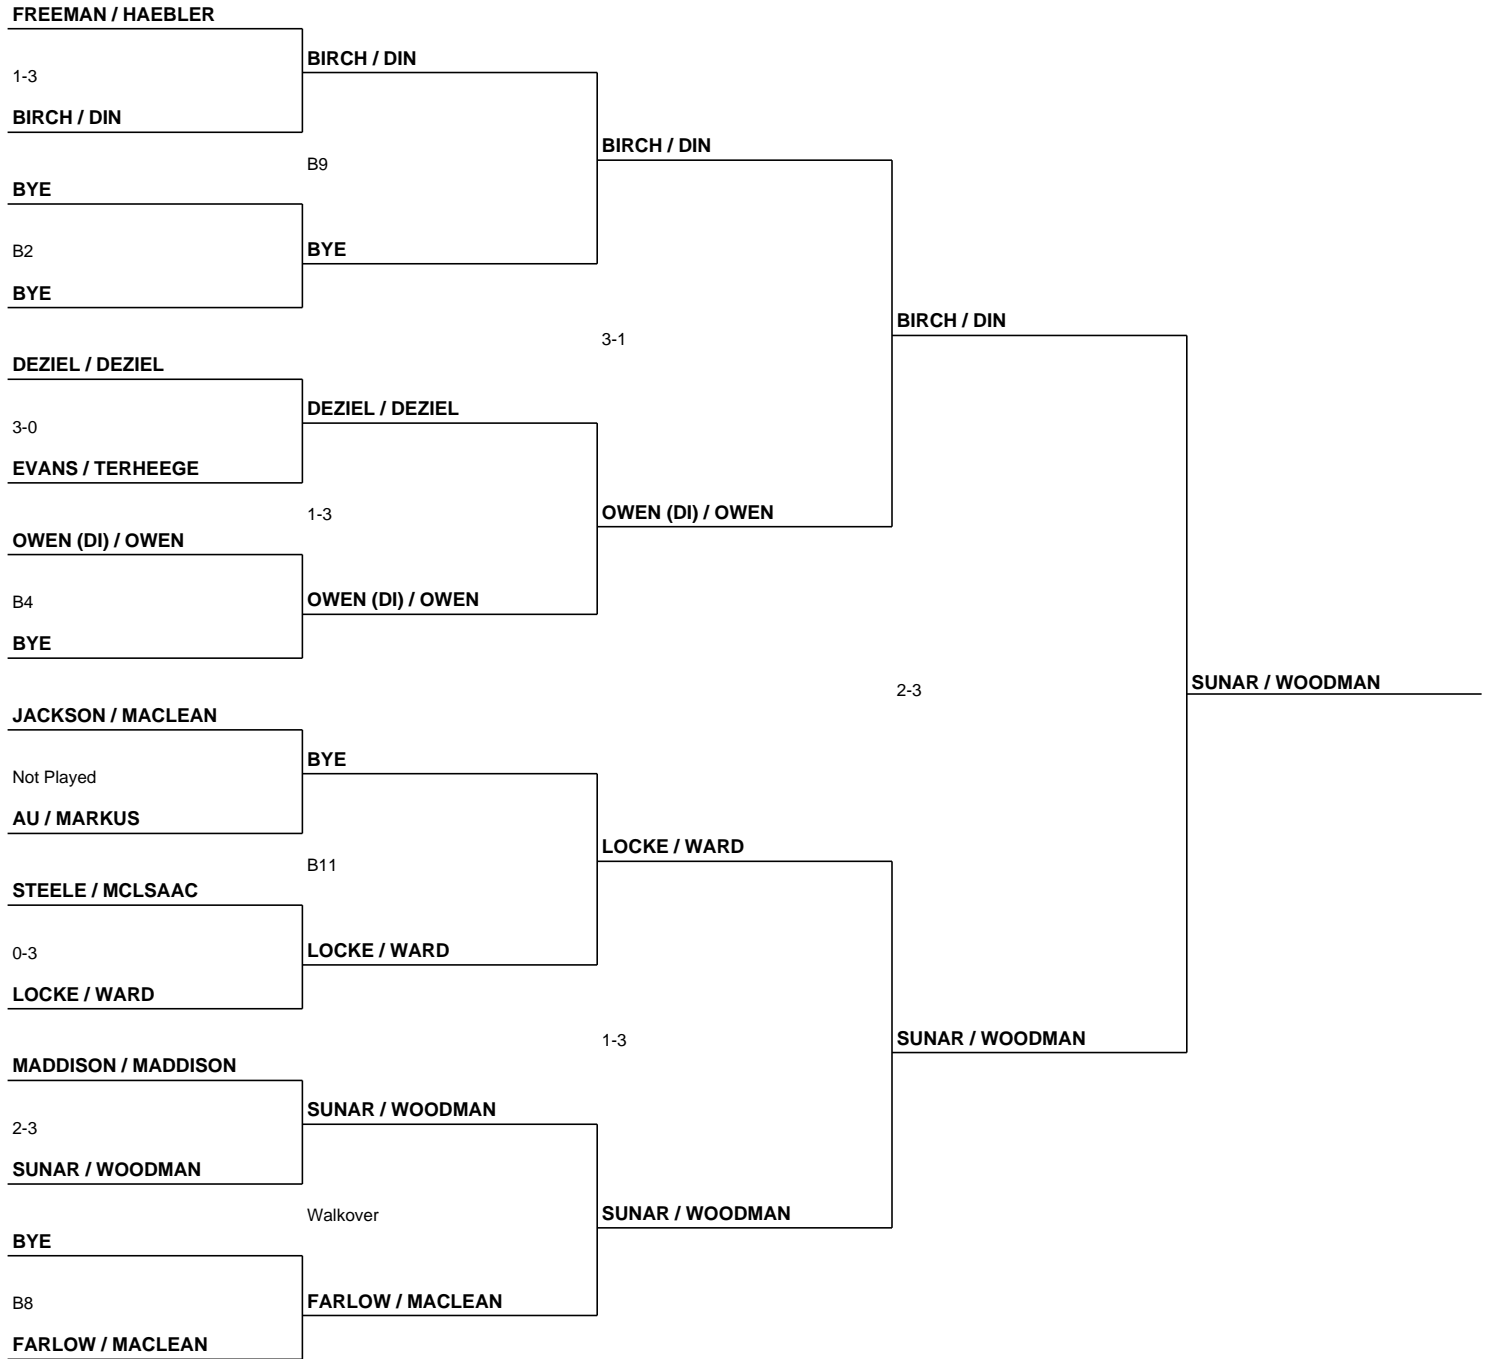 FREEMAN / HAEBLER
BIRCH / DIN
1-3
BIRCH / DIN
BIRCH / DIN
B9
BYE
B2
BYE
BYE
BIRCH / DIN
3-1
DEZIEL / DEZIEL
DEZIEL / DEZIEL
3-0
EVANS / TERHEEGE
1-3
OWEN (DI) / OWEN
OWEN (DI) / OWEN
B4
OWEN (DI) / OWEN
BYE
2-3
SUNAR / WOODMAN
JACKSON / MACLEAN
BYE
Not Played
AU / MARKUS
LOCKE / WARD
B11
STEELE / MCLSAAC
0-3
LOCKE / WARD
LOCKE / WARD
1-3
SUNAR / WOODMAN
MADDISON / MADDISON
SUNAR / WOODMAN
2-3
SUNAR / WOODMAN
Walkover
SUNAR / WOODMAN
BYE
B8
FARLOW / MACLEAN
FARLOW / MACLEAN